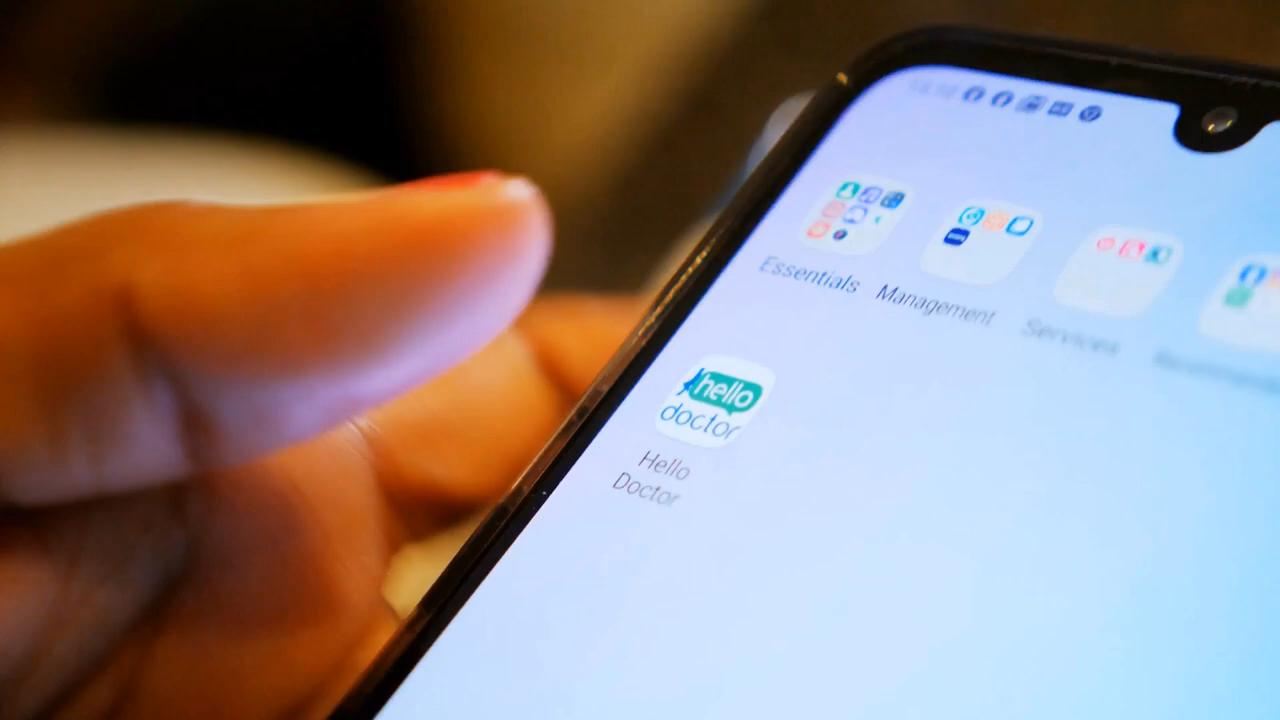 Essentials
Management
Services
hello
doctor
Hello
Doctor